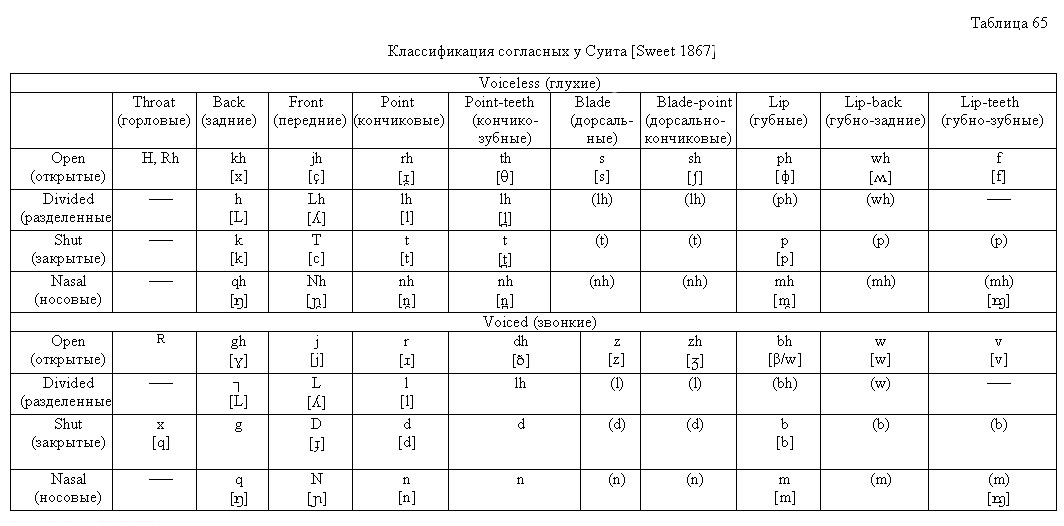 Таблица 65
Классификация согласных у Суита [Sweet 1867]
Voiceless (глухие)
Throat Back Front Point Point-teeth Blade Blade-point Lip Lip-back Lip-teeth
(горловые) (задние) (передние) (кончиковые) (кончико- (дорсаль- (дорсально- (губные) (губно-задние) (губно-зубные)
зубные) ные) кончиковые)
Open H, Rh kh jh rh th s sh ph wh f
(открытые) [x] [ç] [ɪ̯] [θ] [s] [ʃ] [ɸ] [ʍ] [f]
Divided —– h Lh lh lh (lh) (lh) (ph) (wh) —–
(разделенные [L] [ʎ] [l] [l̪]
Shut —– k T t t (t) (t) p (p) (p)
(закрытые) [k] [c] [t] [t̪] [p]
Nasal —– qh Nh nh nh (nh) (nh) mh (mh) (mh)
(носовые) [ŋ] [ɲ̥] [n̥] [n̪] [m̥] [ɱ]
Voiced (звонкие)
Open R gh j r dh z zh bh w v
(открытые) [ɣ] [j] [ɪ] [ð] [z] [ʒ] [β/w] [w] [v]
Divided —– ┐ L l lh (l) (l) (bh) (w) —–
(разделенные [L] [ʎ] [l]
Shut x g D d d (d) (d) b (b) (b)
(закрытые) [q] [ɟ] [d] [b]
Nasal —– q N n n (n) (n) m (m) (m)
(носовые) [ŋ] [ɲ] [n] [m] [ɱ]